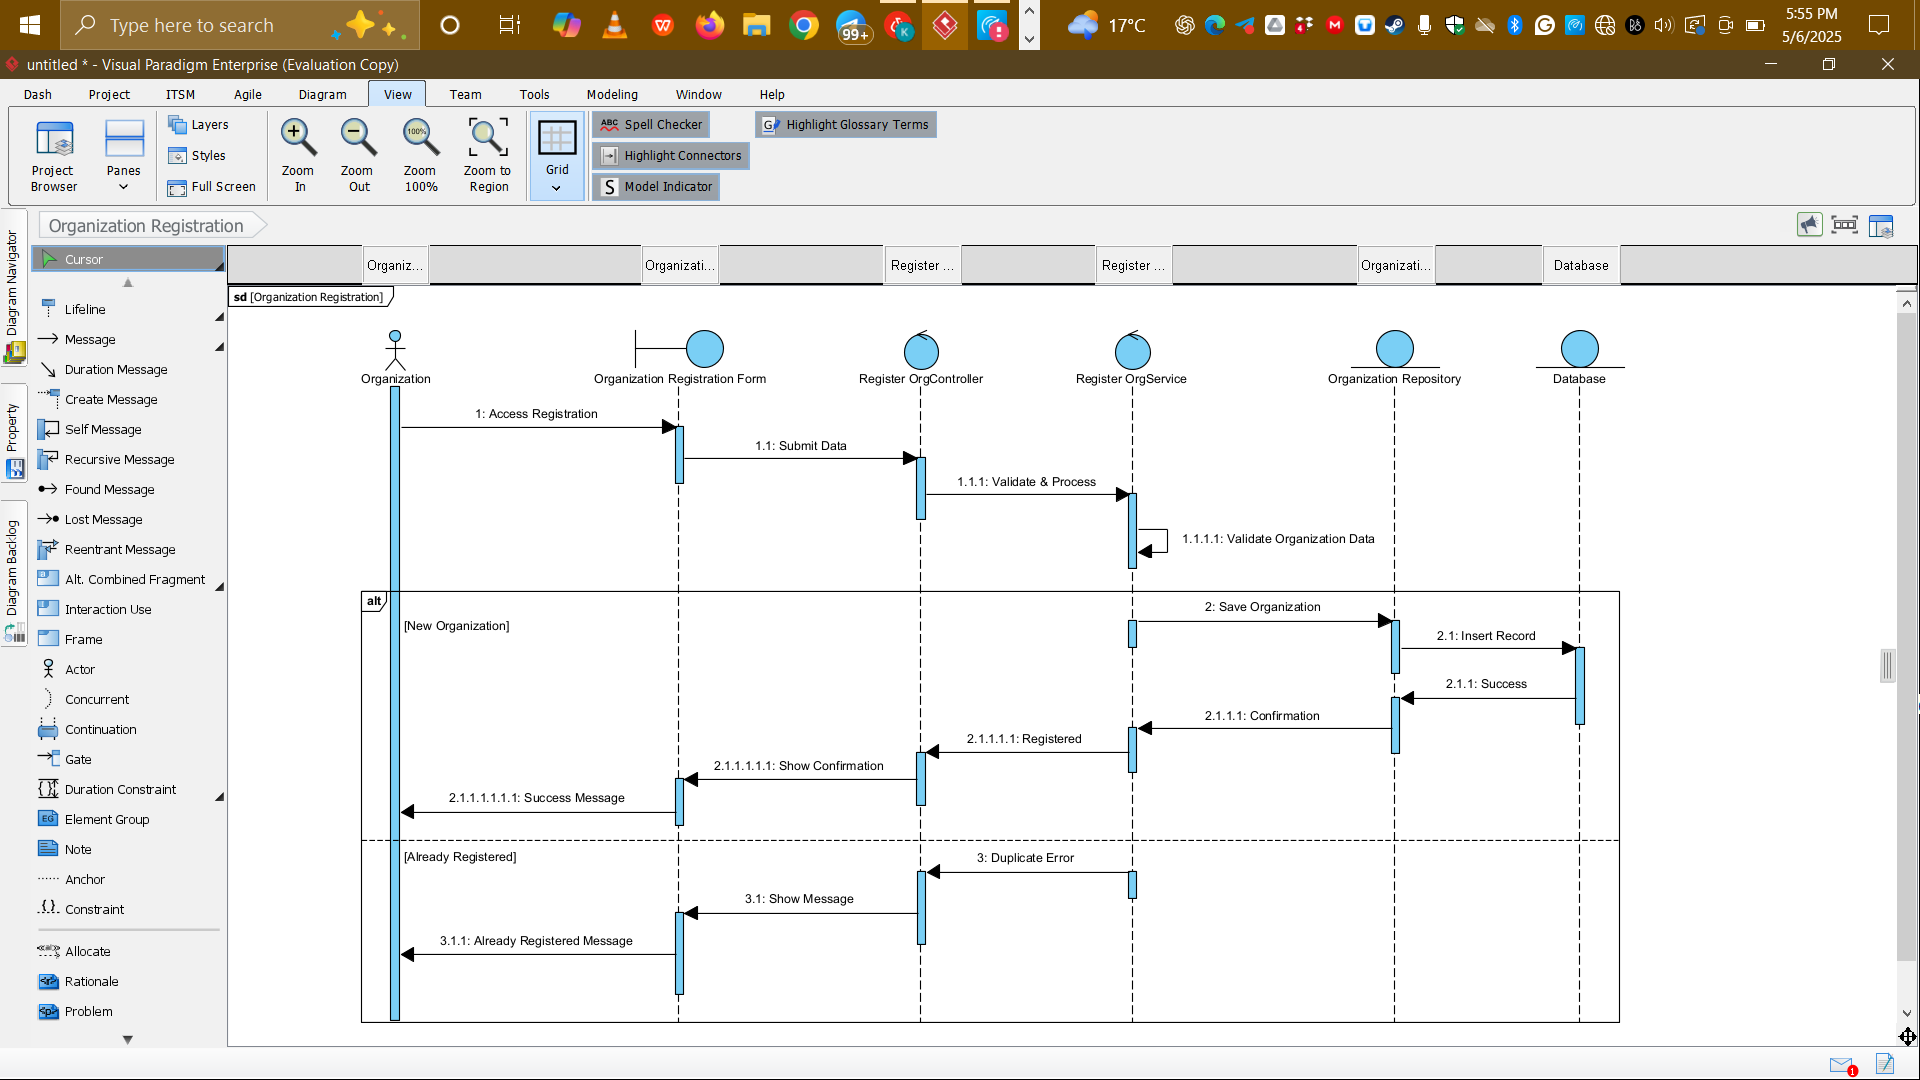 Type here to search
99+
17°C
5:55 PM
5/6/2025
untitled * - Visual Paradigm Enterprise (Evaluation Copy)
Dash
Project
ITSM
Agile
Diagram
View
Team
Tools
Modeling
Window
Help
Project Browser
Panes
Layers
Styles
Full Screen
Zoom In
Zoom Out
100%
Zoom 100%
Zoom to Region
Grid
ABC Spell Checker
Highlight Connectors
S Model Indicator
G Highlight Glossary Terms
Diagram Navigator
Property
Diagram Backlog
Organization Registration
Cursor
Lifeline
Message
Duration Message
Create Message
Self Message
Recursive Message
Found Message
Lost Message
Reentrant Message
Alt. Combined Fragment
Interaction Use
Frame
Actor
Concurrent
Continuation
Gate
Duration Constraint
EG Element Group
Note
Anchor
Constraint
Allocate
Rationale
Problem
Organiz...
Organizati...
Register ...
Register ...
Organizati...
Database
sd [Organization Registration]
Organization
Organization Registration Form
Register OrgController
Register OrgService
Organization Repository
Database
1: Access Registration
1.1: Submit Data
1.1.1: Validate & Process
1.1.1.1: Validate Organization Data
alt
[New Organization]
2: Save Organization
2.1: Insert Record
2.1.1: Success
2.1.1.1: Confirmation
2.1.1.1.1: Registered
2.1.1.1.1.1: Show Confirmation
2.1.1.1.1.1.1: Success Message
[Already Registered]
3: Duplicate Error
3.1: Show Message
3.1.1: Already Registered Message
1